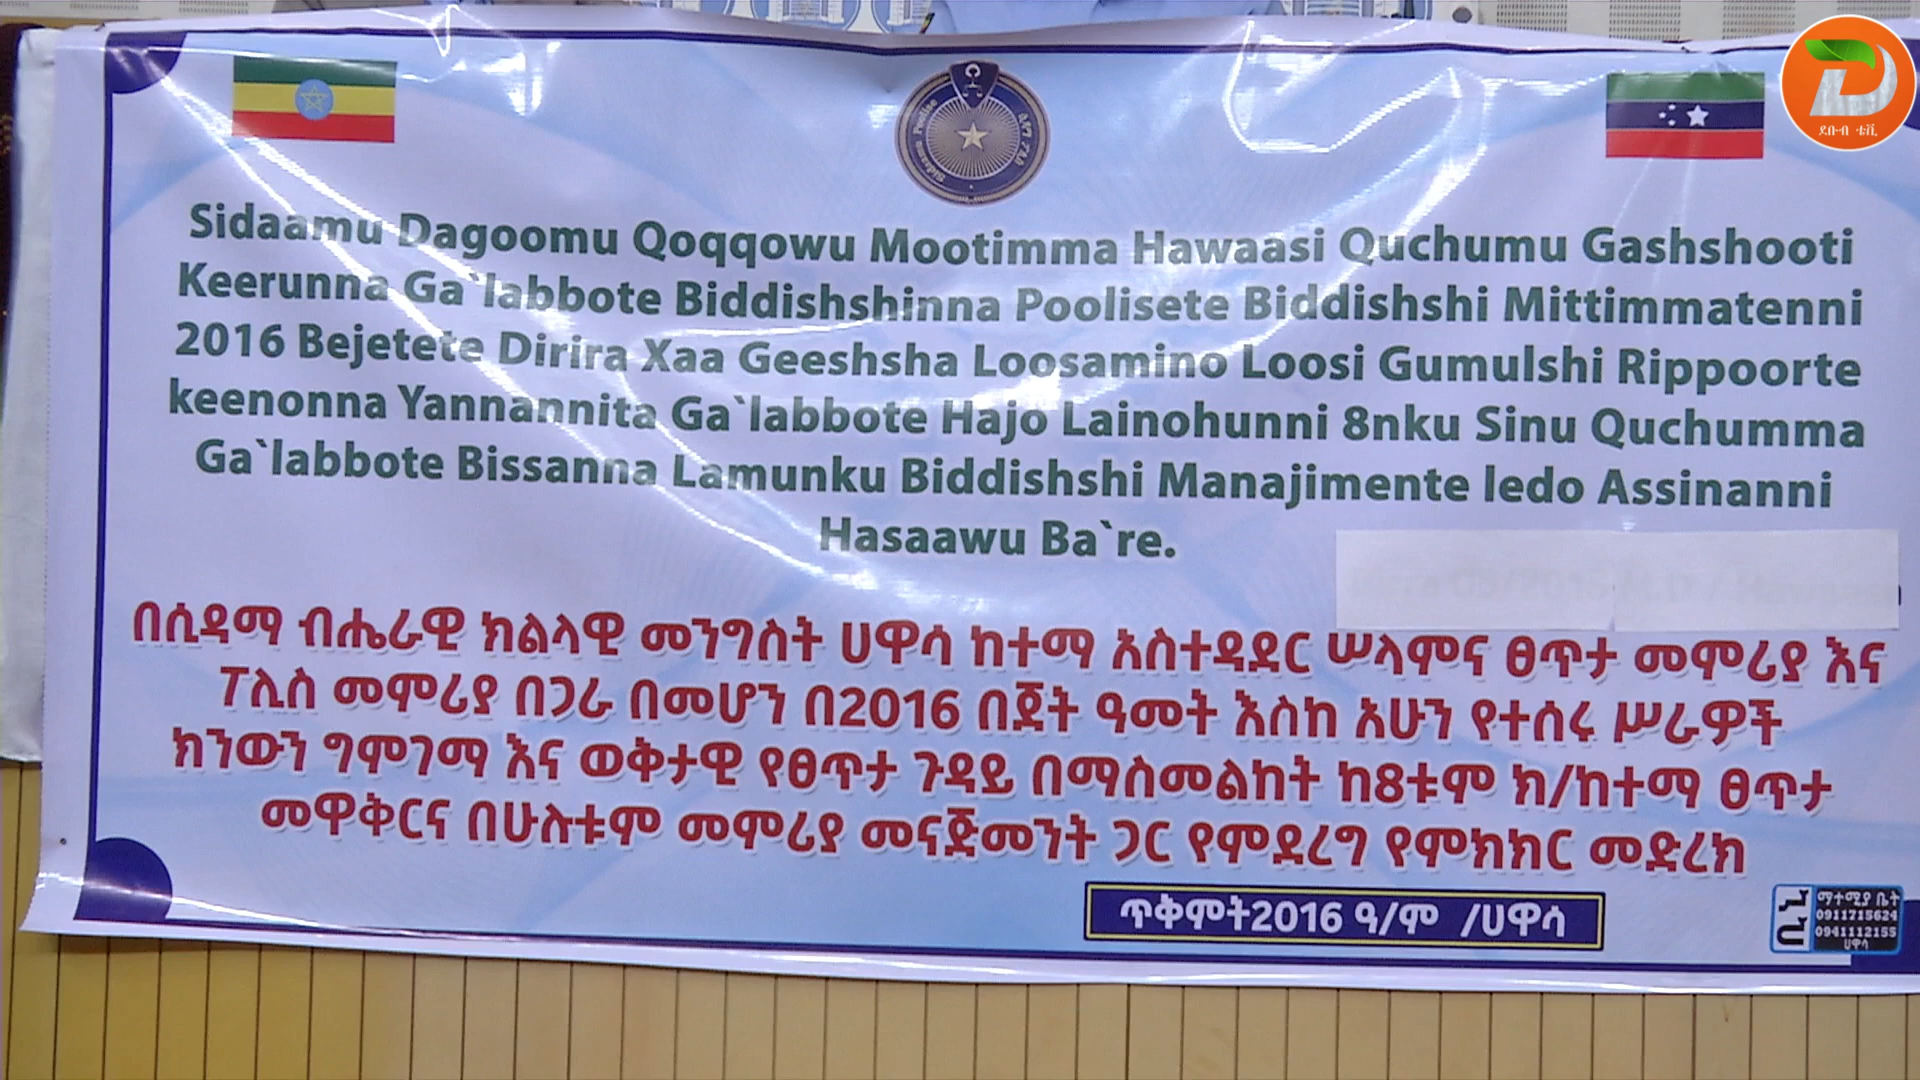 ደቡብ ቴቪ
Sidaamu Dagoomu Qoqqowu Mootimma Hawaasi Quchumu Gashshooti
Keerunna Ga`labbote Biddishshinna Poolisete Biddishshi Mittimmatenni
2016 Bejetete Dirira Xaa Geeshsha Loosamino Loosi Gumulshi Rippoorte
keenonna Yannannita Ga`labbote Hajo Lainohunni 8nku Sinu Quchumma
Ga`labbote Bissanna Lamunku Biddishshi Manajimente ledo Assinanni
Hasaawu Ba`re.
በሲዳማ ብሔራዊ ክልላዊ መንግስት ሀዋሳ ከተማ አስተዳደር ሠላምና ፀጥታ መምሪያ እና
ፖሊስ መምሪያ በጋራ በመሆን በ2016 በጀት ዓመት እስከ አሁን የተሰሩ ሥራዎች
ክንውን ግምገማ እና ወቅታዊ የፀጥታ ጉዳይ በማስመልከት ከ8ቱም ክ/ከተማ ፀጥታ
መዋቅርና በሁሉቱም መምሪያ መናጅመንት ጋር የምደረግ የምክክር መድረክ
ጥቅምት2016 ዓ/ም /ሀዋሳ
ማተሚያ ቤት
0911715624
0941112155
ሀዋሳ